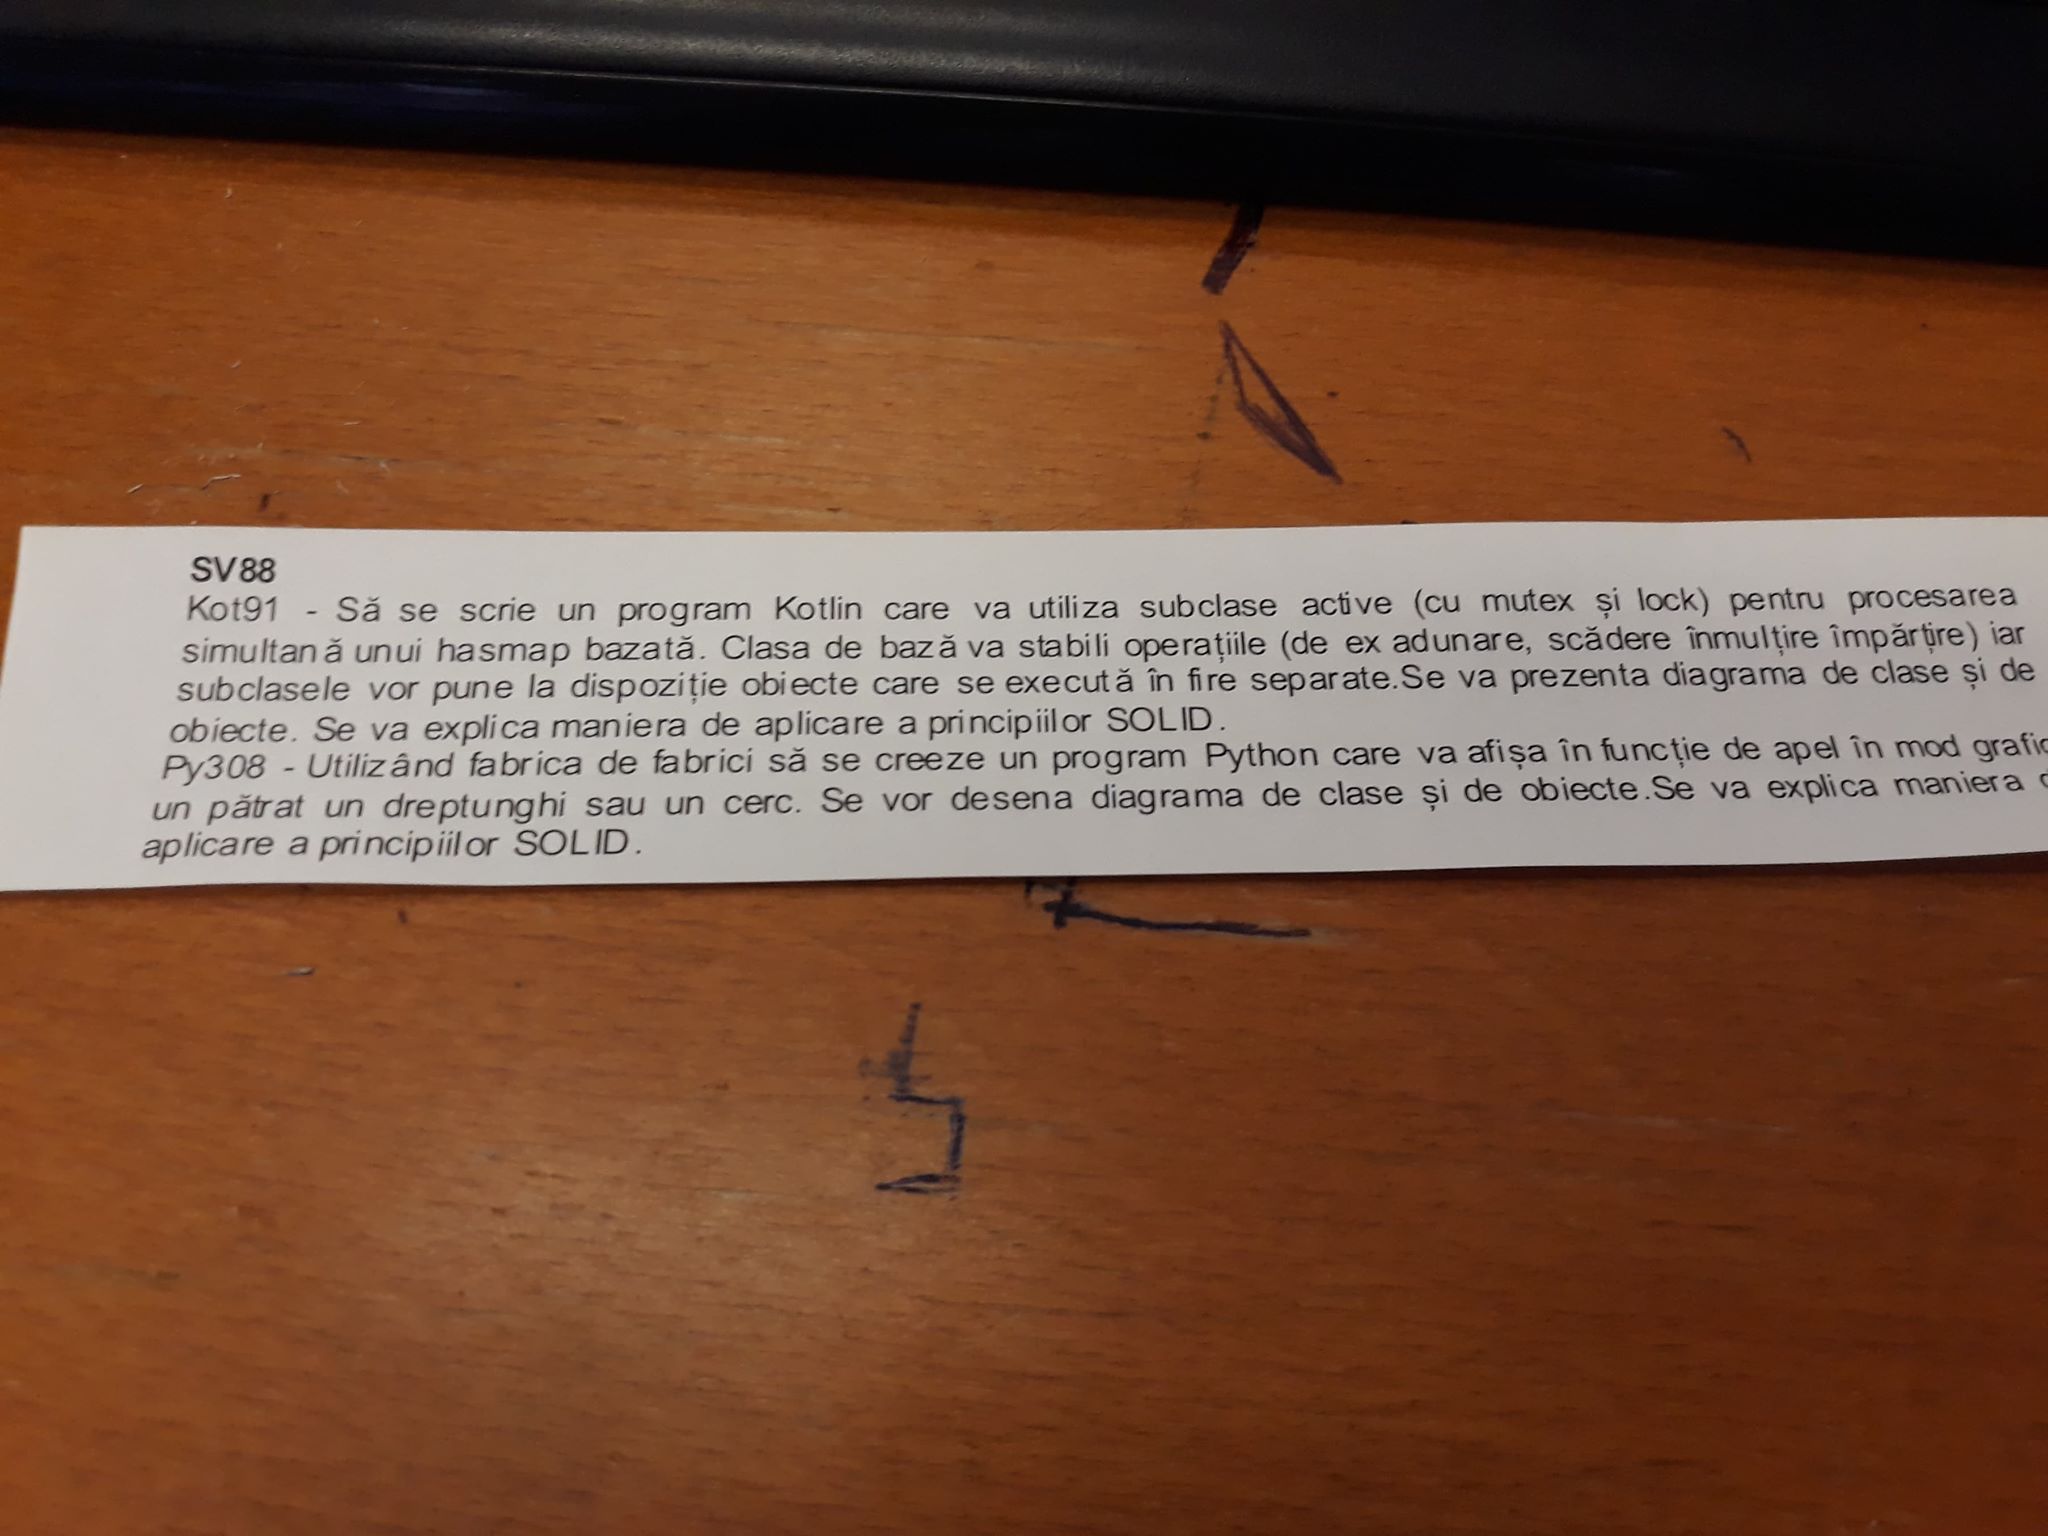 SV88
Kot91 - Să se scrie un program Kotlin care va utiliza subclase active (cu mutex și lock) pentru procesarea
simultană unui hasmap bazată. Clasa de bază va stabili operațiile (de ex adunare, scădere înmulțire împărțire) iar
subclasele vor pune la dispoziție obiecte care se execută în fire separate.Se va prezenta diagrama de clase și de
obiecte. Se va explica maniera de aplicare a principiilor SOLID.
Py308 - Utilizând fabrica de fabrici să se creeze un program Python care va afișa în funcție de apel în mod grafic
un pătrat un dreptunghi sau un cerc. Se vor desena diagrama de clase și de obiecte.Se va explica maniera
aplicare a principiilor SOLID.